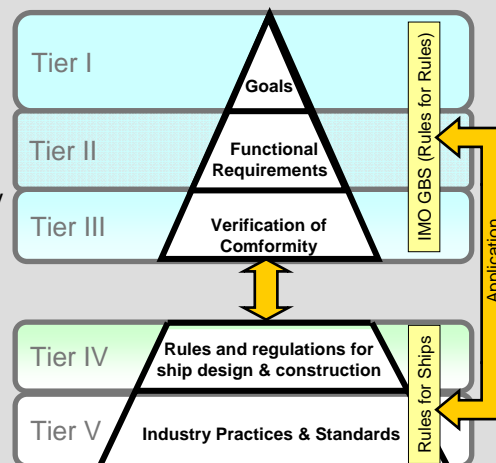 Tier I
Goals
Tier II
Functional
Requirements
Tier III
Verification of
Comformity
IMO GBS (Rules for Rules)
Application
Tier IV
Rules and regulations for
ship design & construction
Tier V
Industry Practices & Standards
Rules for Ships